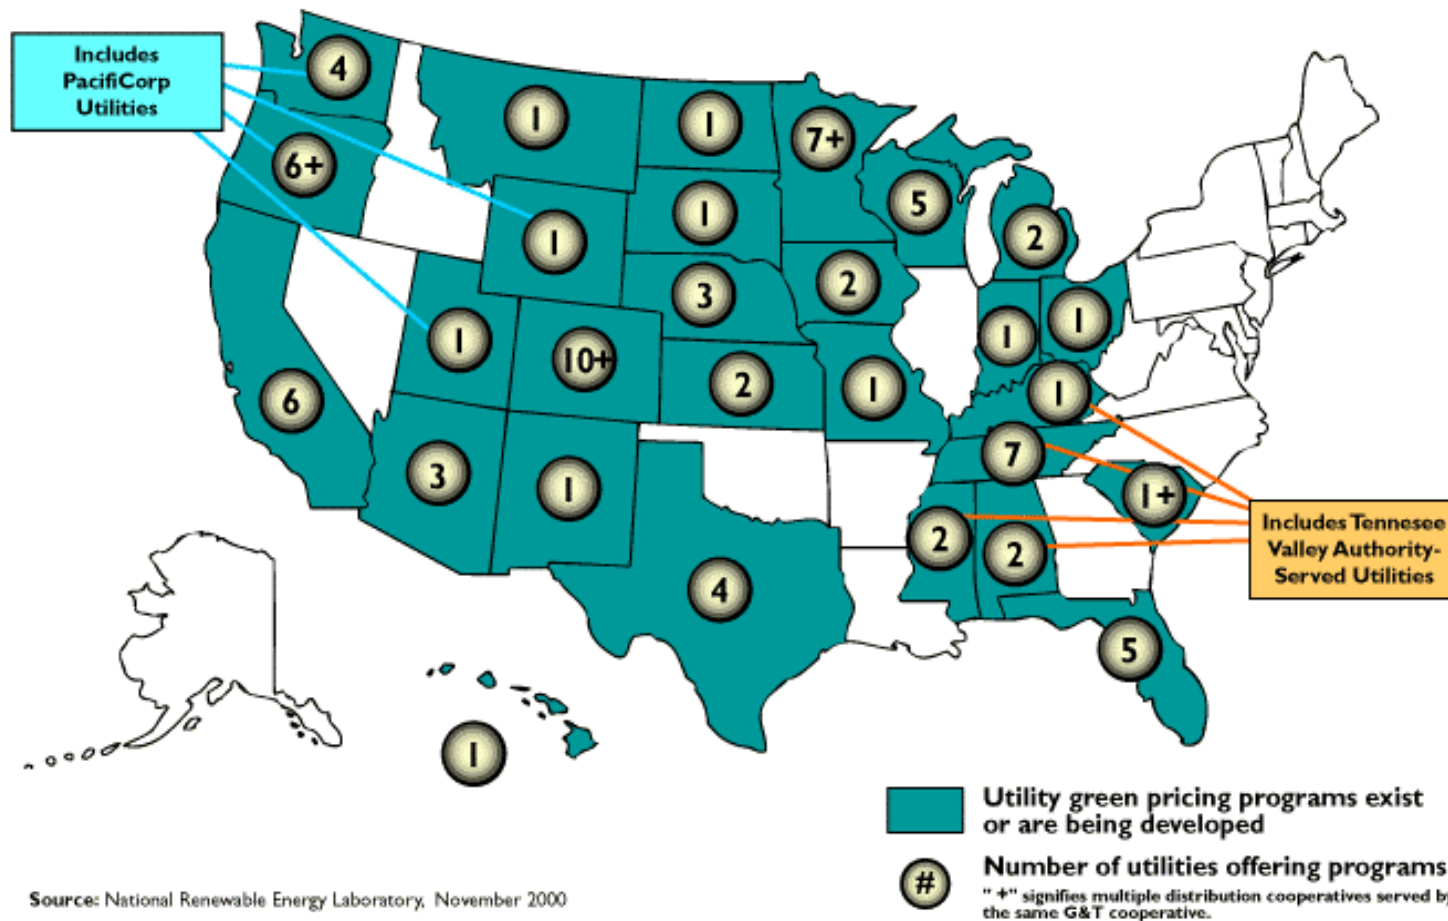 Includes
PacifiCorp
Utilities
4
1
1
7+
6+
5
1
1
2
3
2
1
1
1
10+
2
1
6
1
7
3
1
1+
2
2
Includes Tennesee
Valley Authority-
Served Utilities
4
5
1
Utility green pricing programs exist
or are being developed
# Number of utilities offering programs
"+" signifies multiple distribution cooperatives served by
the same G&T cooperative.
Source: National Renewable Energy Laboratory, November 2000